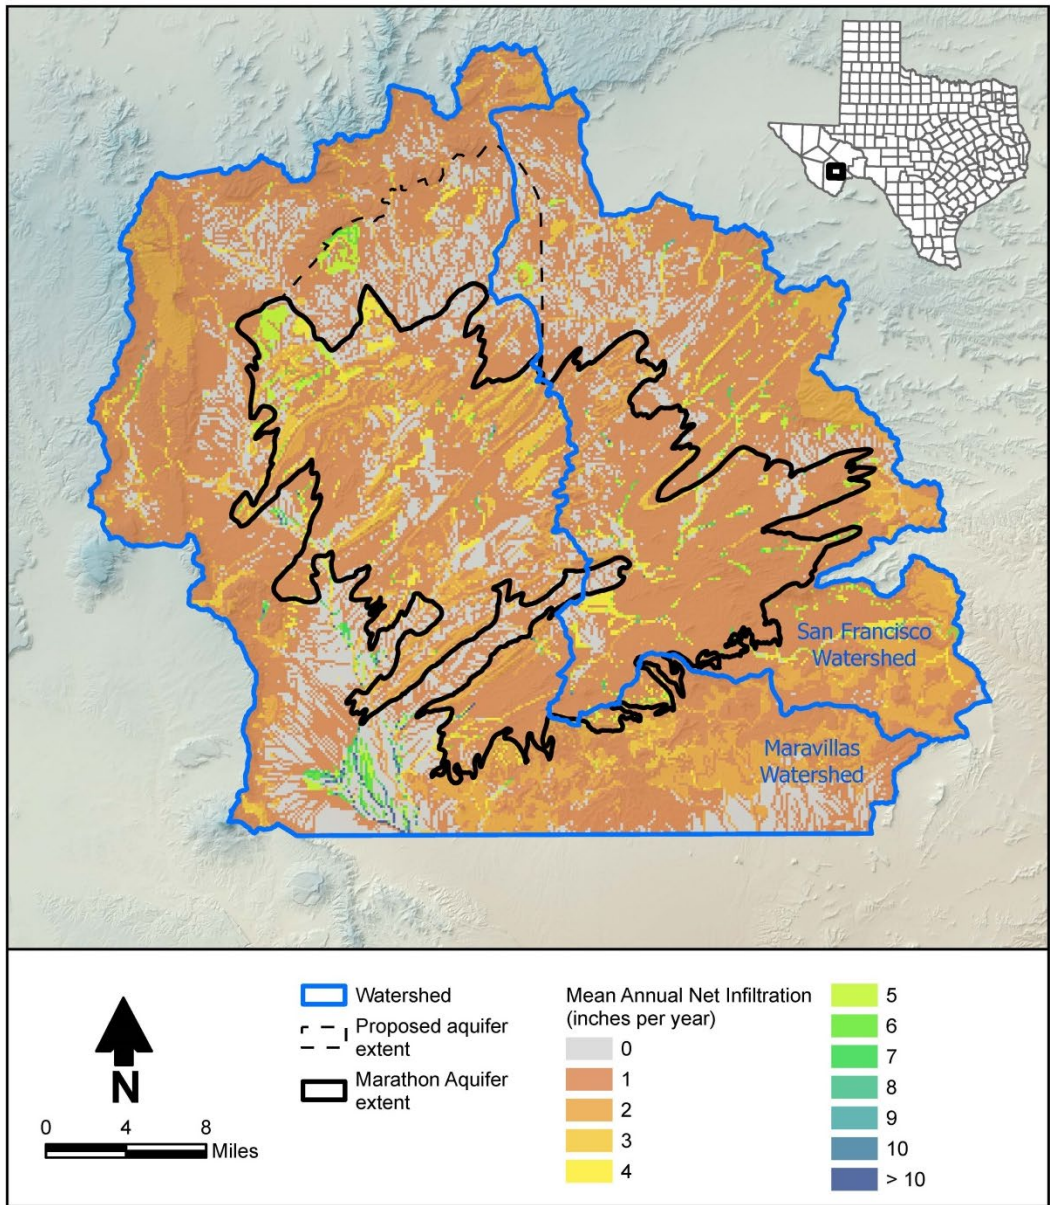 San Francisco
Watershed
Maravillas
Watershed
N
0 4 8
Miles
Watershed
Proposed aquifer
extent
Marathon Aquifer
extent
Mean Annual Net Infiltration
(inches per year)
0
1
2
3
4
5
6
7
8
9
10
> 10